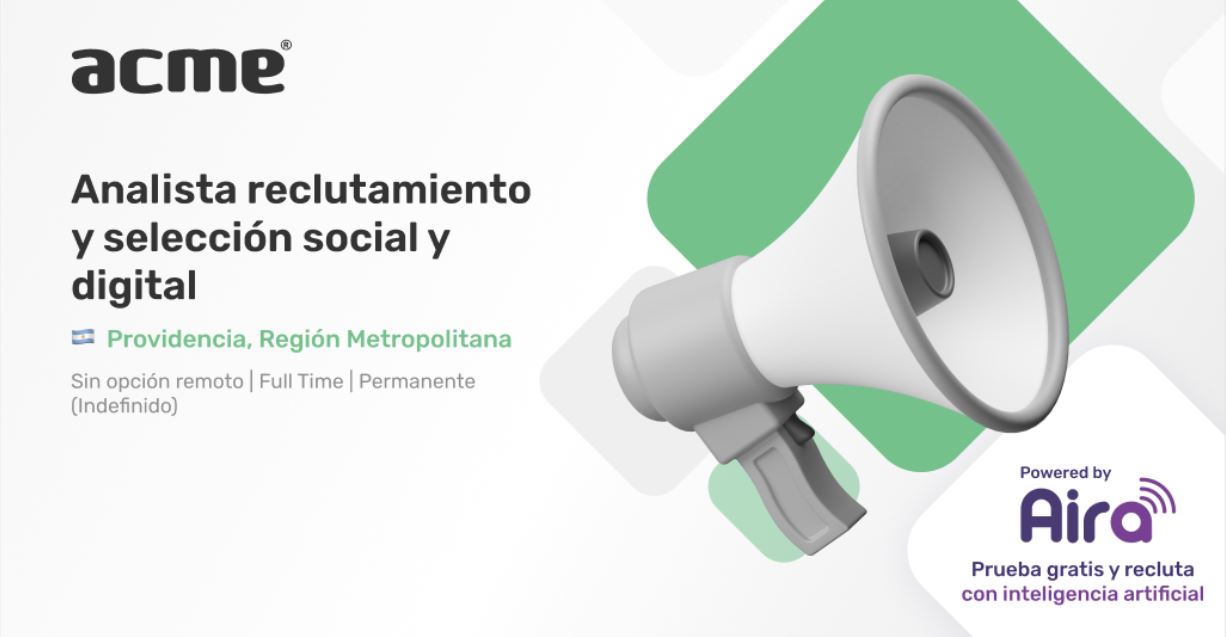 acme®
Analista reclutamiento
y selección social y
digital
Providencia, Región Metropolitana
Sin opción remoto | Full Time | Permanente
(Indefinido)
Powered by
Aira
Prueba gratis y recluta
con inteligencia artificial